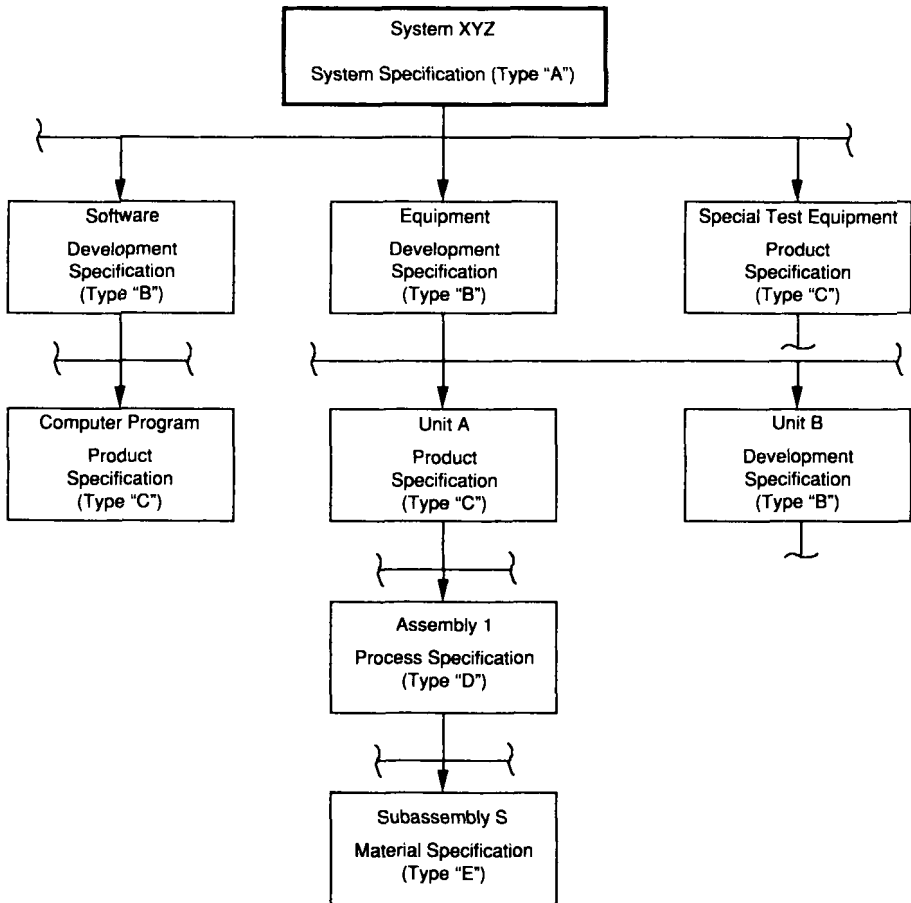 System XYZ
System Specification (Type “A”)
Software
Development
Specification
(Type “B”)
Equipment
Development
Specification
(Type “B”)
Special Test Equipment
Product
Specification
(Type “C”)
Computer Program
Product
Specification
(Type “C”)
Unit A
Product
Specification
(Type “C”)
Unit B
Development
Specification
(Type “B”)
Assembly 1
Process Specification
(Type “D”)
Subassembly S
Material Specification
(Type “E”)